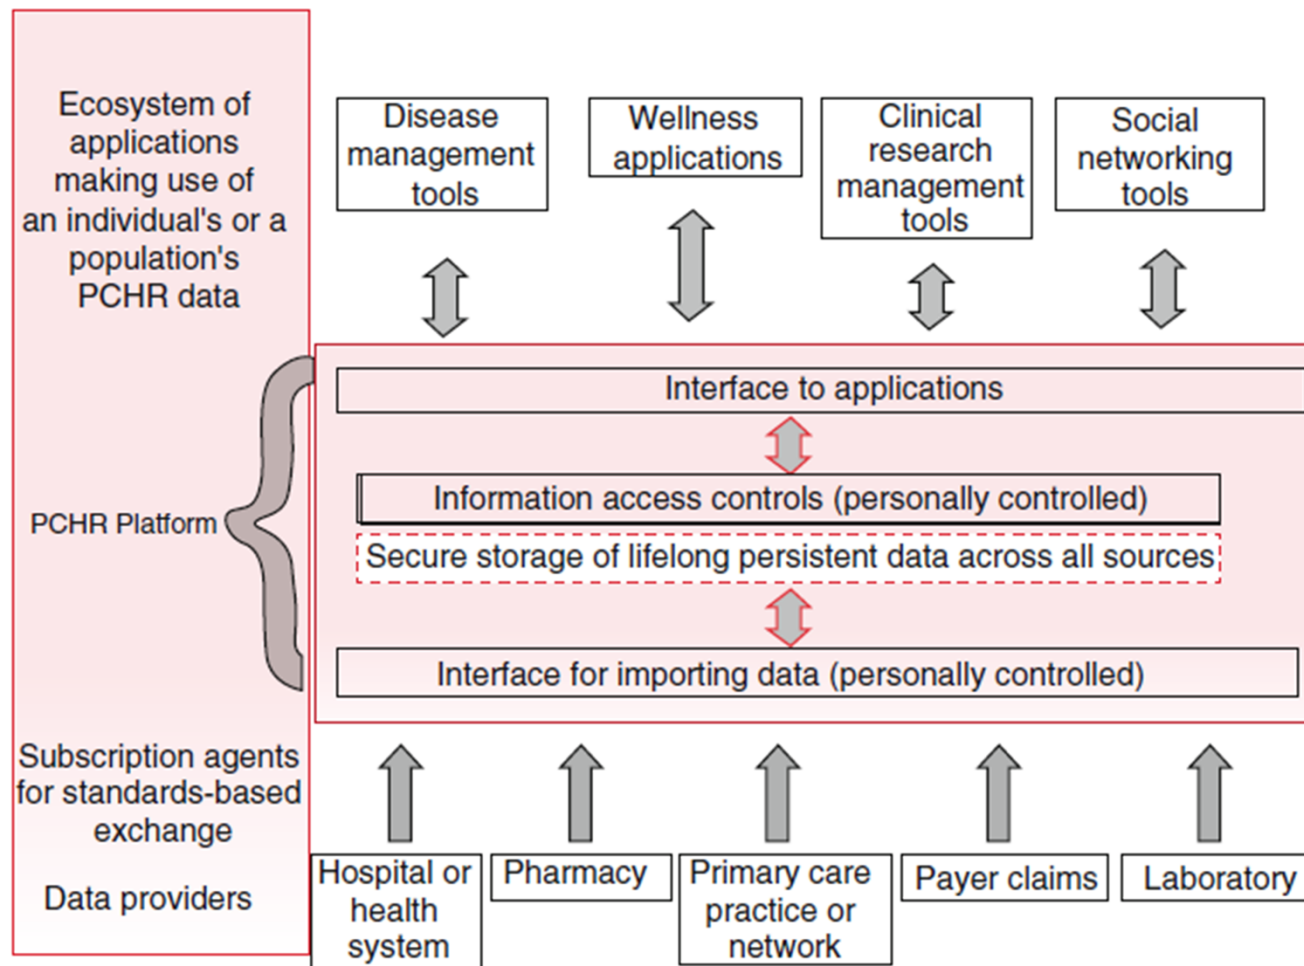 Ecosystem of
applications
making use of
an individual's or a
population's
PCHR data
Disease
management
tools
Wellness
applications
Clinical
research
management
tools
Social
networking
tools
PCHR Platform
Interface to applications
Information access controls (personally controlled)
Secure storage of lifelong persistent data across all sources
Interface for importing data (personally controlled)
Subscription agents
for standards-based
exchange
Data providers
Hospital or
health
system
Pharmacy
Primary care
practice or
network
Payer claims
Laboratory